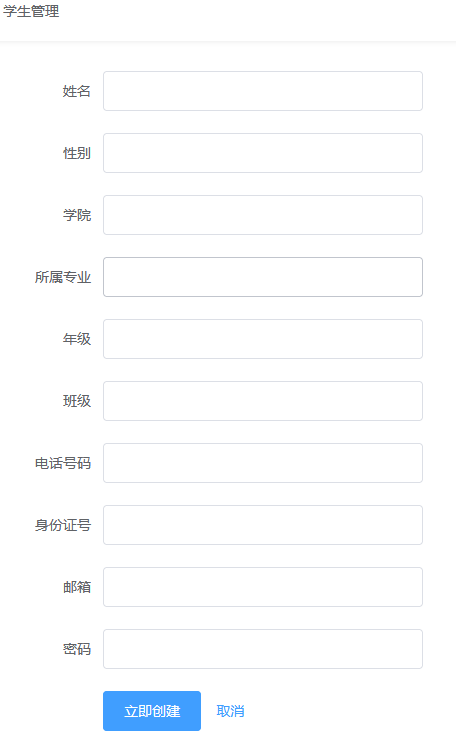 学生管理
姓名
性别
学院
所属专业
年级
班级
电话号码
身份证号
邮箱
密码
立即创建 取消